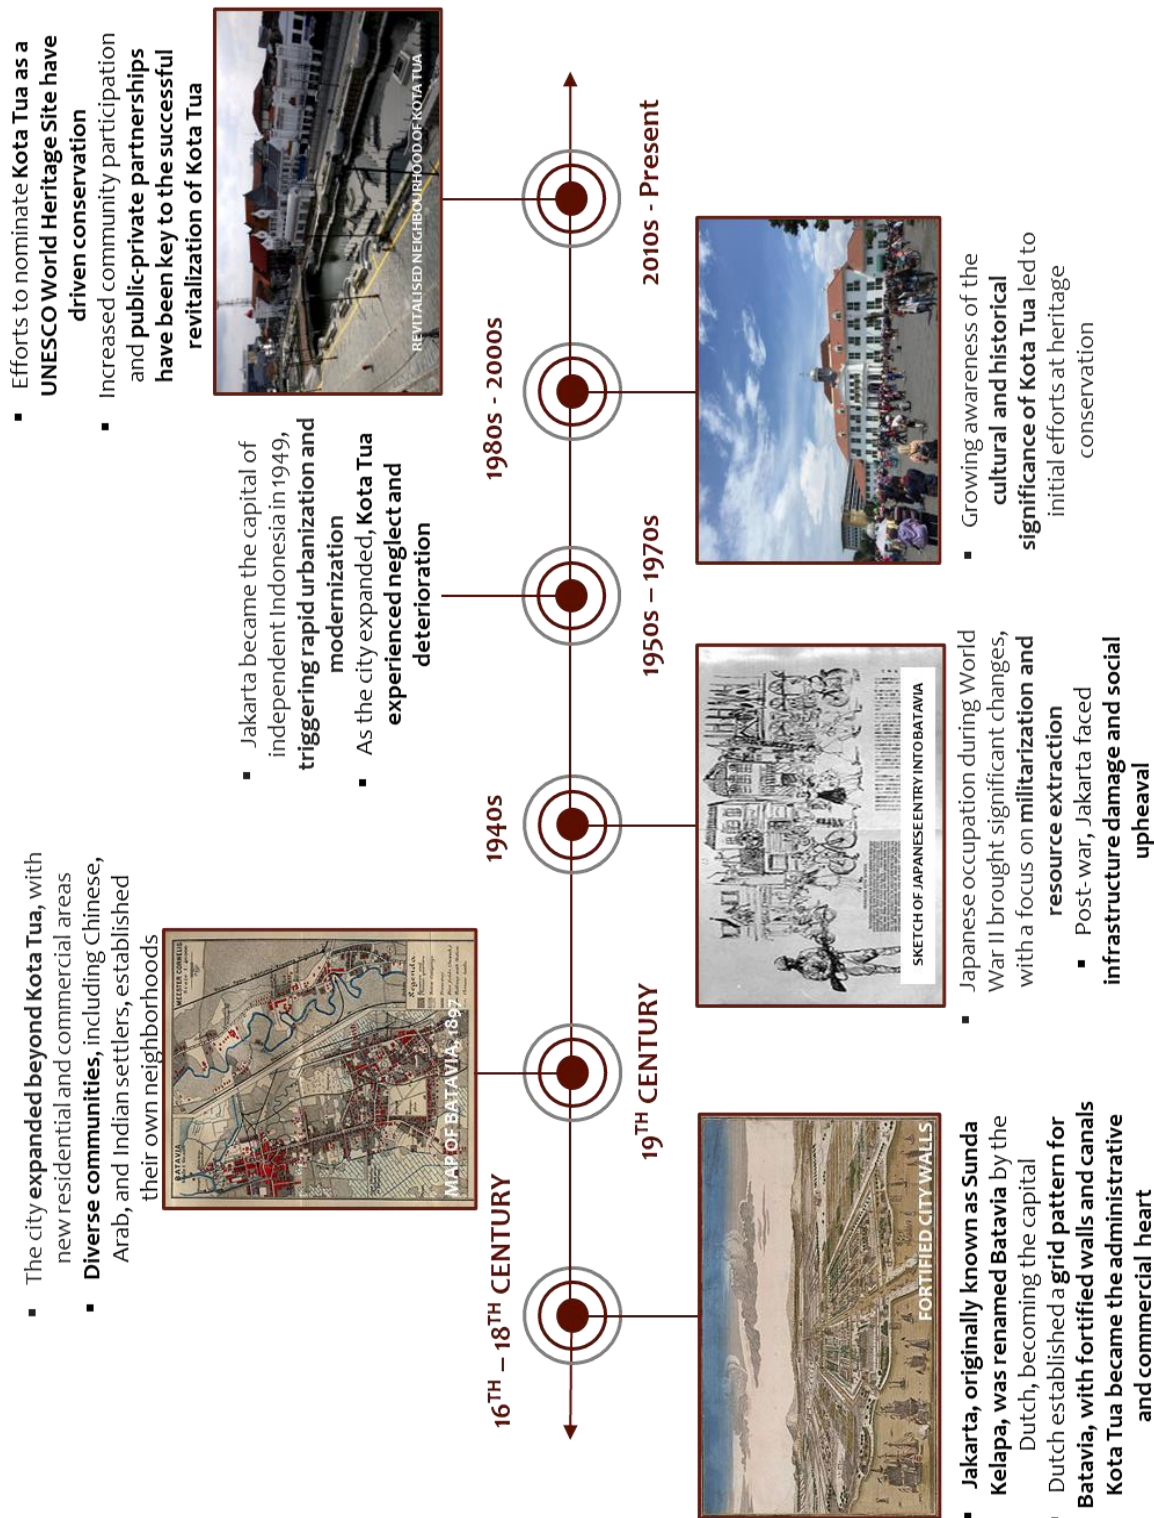 ▪ The city expanded beyond Kota Tua, with
new residential and commercial areas
▪ Diverse communities, including Chinese,
Arab, and Indian settlers, established
their own neighborhoods
BATAVIA
MEESTER CORNELIS
Legenda
MAP OF BATAVIA, 1897
▪ Jakarta became the capital of
independent Indonesia in 1949,
triggering rapid urbanization and
modernization
▪ As the city expanded, Kota Tua
experienced neglect and
deterioration
▪ Efforts to nominate Kota Tua as a
UNESCO World Heritage Site have
driven conservation
▪ Increased community participation
and public-private partnerships
have been key to the successful
revitalization of Kota Tua
REVITALISED NEIGHBOURHOOD OF KOTA TUA
16TH – 18TH CENTURY
19TH CENTURY
1940s
1950s – 1970s
1980s - 2000s
2010s - Present
FORTIFIED CITY WALLS
▪ Jakarta, originally known as Sunda
Kelapa, was renamed Batavia by the
Dutch, becoming the capital
▪ Dutch established a grid pattern for
Batavia, with fortified walls and canals
Kota Tua became the administrative
and commercial heart
SKETCH OF JAPANESE ENTRY INTO BATAVIA
▪ Japanese occupation during World
War II brought significant changes,
with a focus on militarization and
resource extraction
▪ Post-war, Jakarta faced
infrastructure damage and social
upheaval
▪ Growing awareness of the
cultural and historical
significance of Kota Tua led to
initial efforts at heritage
conservation